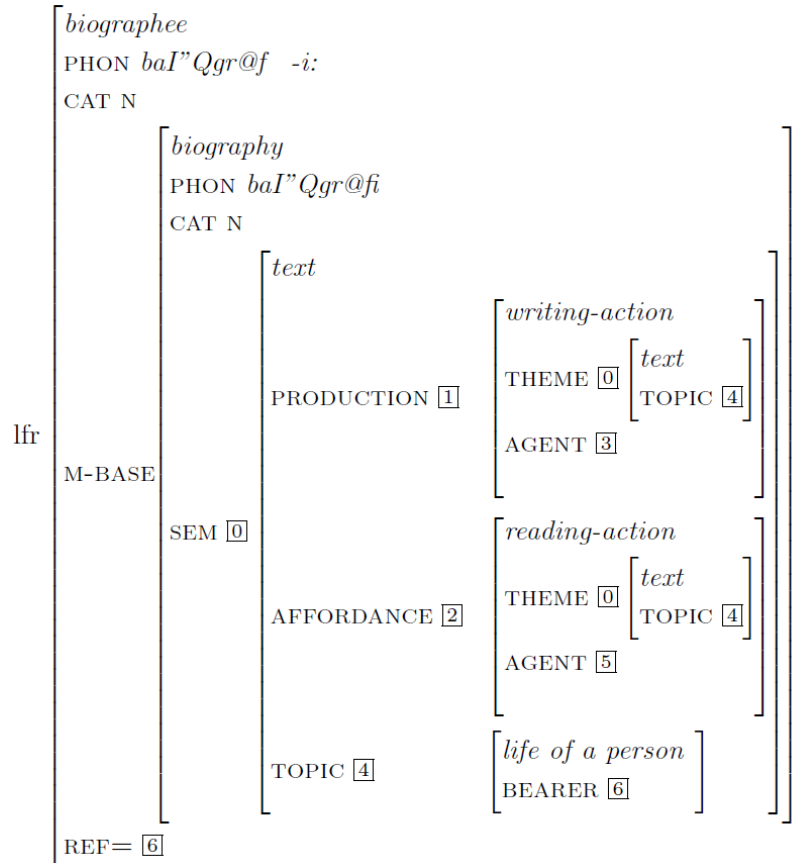 biographee
PHON baI”Qgr@f -i:
CAT N
biography
PHON baI”Qgr@fi
CAT N
text
writing-action
THEME 0 text
PRODUCTION 1 TOPIC 4
AGENT 3
lfr
M-BASE
SEM 0 reading-action
THEME 0 text
AFFORDANCE 2 TOPIC 4
AGENT 5
life of a person
TOPIC 4
BEARER 6
REF= 6